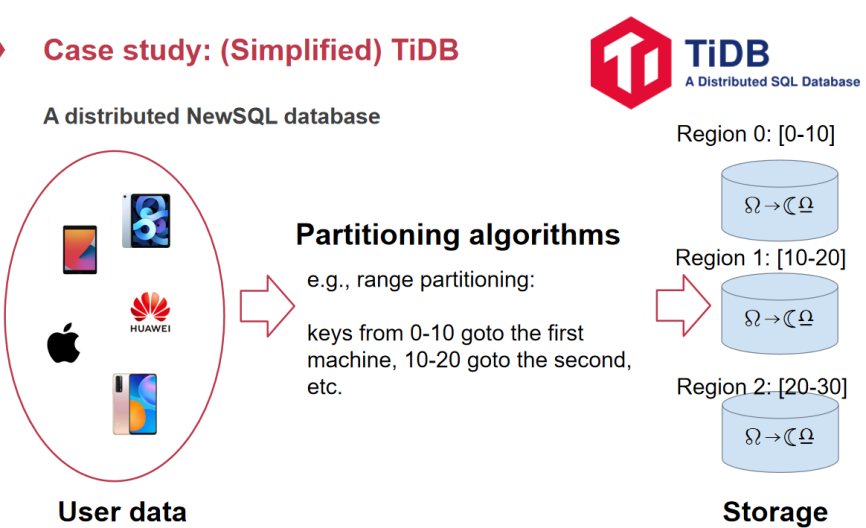 Case study: (Simplified) TiDB
TiDB
A Distributed SQL Database
A distributed NewSQL database
Region 0: [0-10]
☊→☾♎
Partitioning algorithms
e.g., range partitioning:
keys from 0-10 goto the first
machine, 10-20 goto the second,
etc.
HUAWEI
Region 1: [10-20]
☊→☾♎
Region 2: [20-30]
☊→☾♎
User data
Storage